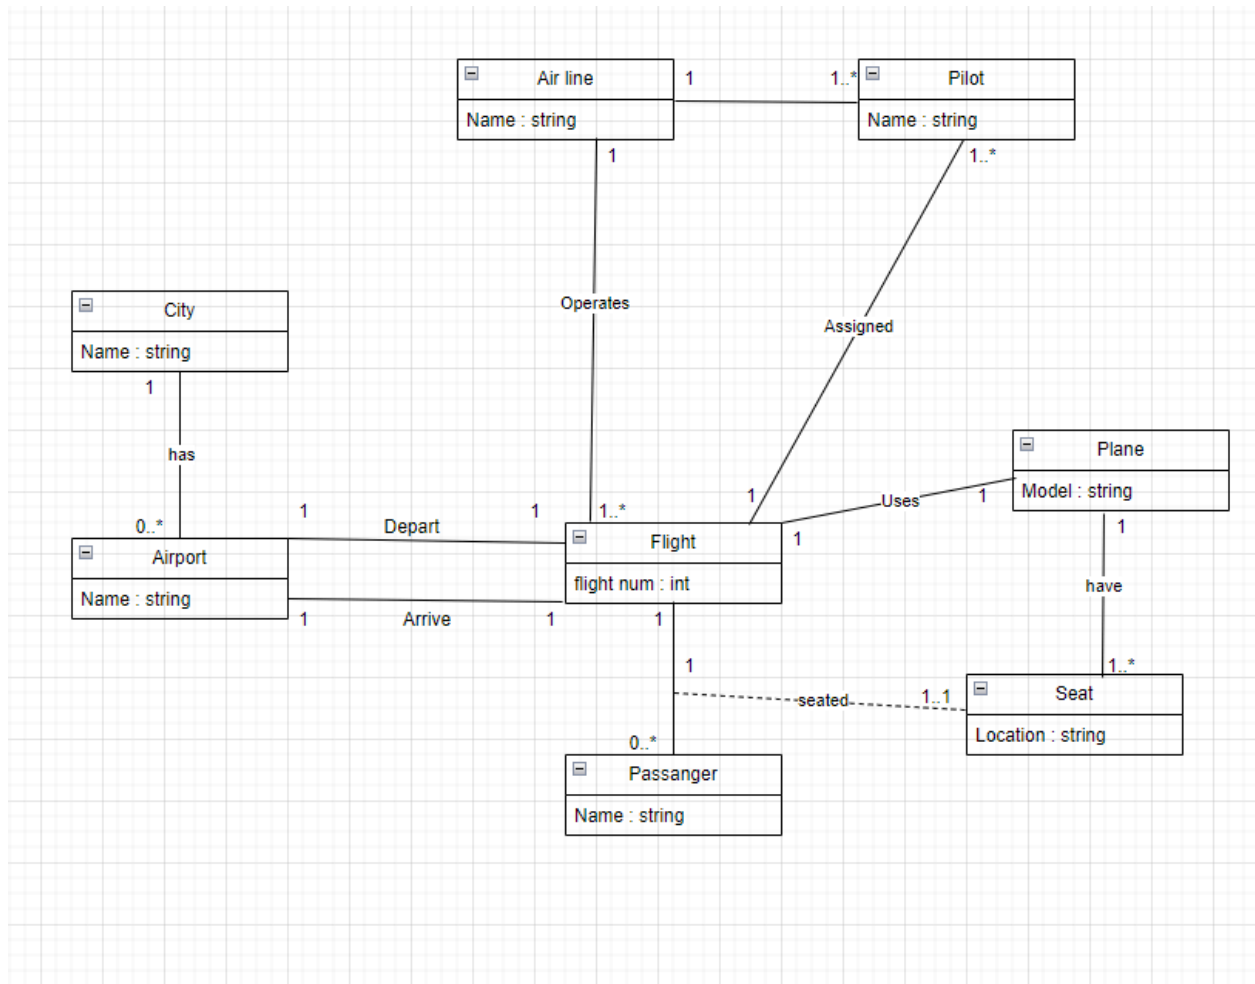 Air line
Name : string
1
1..*
Pilot
Name : string
1
1..*
Operates
Assigned
City
Name : string
1
has
0..*
Airport
Name : string
1
Depart
1
1..*
1
Uses
1
Plane
Model : string
1
Flight
flight num : int
1
have
1
Arrive
1
1
1
seated
1..1
1..*
Seat
Location : string
0..*
Passanger
Name : string